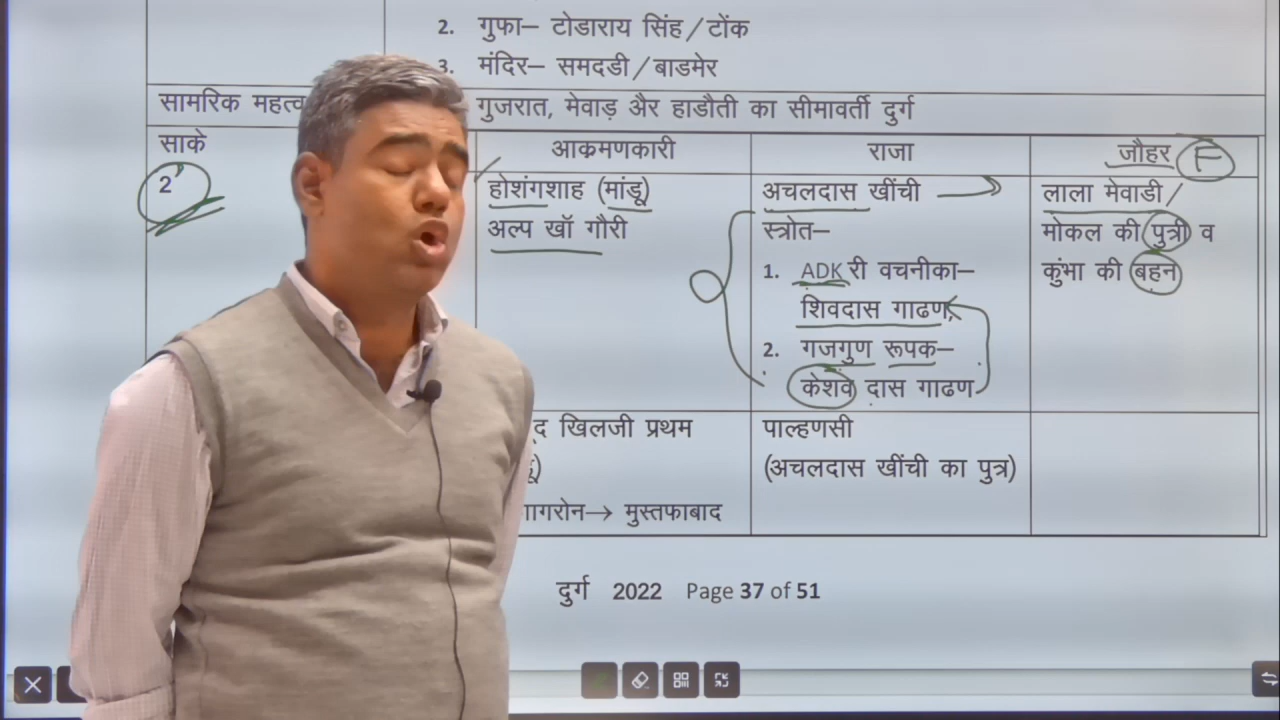 2. गुफा– टोडाराय सिंह/टोंक
3. मंदिर– समदडी/बाडमेर
सामरिक महत्व गुजरात, मेवाड़ अैर हाडौती का सीमावर्ती दुर्ग
साके आक्रमणकारी राजा जौहर F
2 होशंगशाह (मांडू) अचलदास खींची लाला मेवाडी/
अल्प खॉ गौरी स्त्रोत– मोकल की पुत्री व
1. ADK री वचनीका– कुंभा की बहन
शिवदास गाढण
2. गजगुण रूपक–
केशव दास गाढण
द खिलजी प्रथम पाल्हणसी
(अचलदास खींची का पुत्र)
गागरोन→ मुस्तफाबाद
दुर्ग 2022 Page 37 of 51